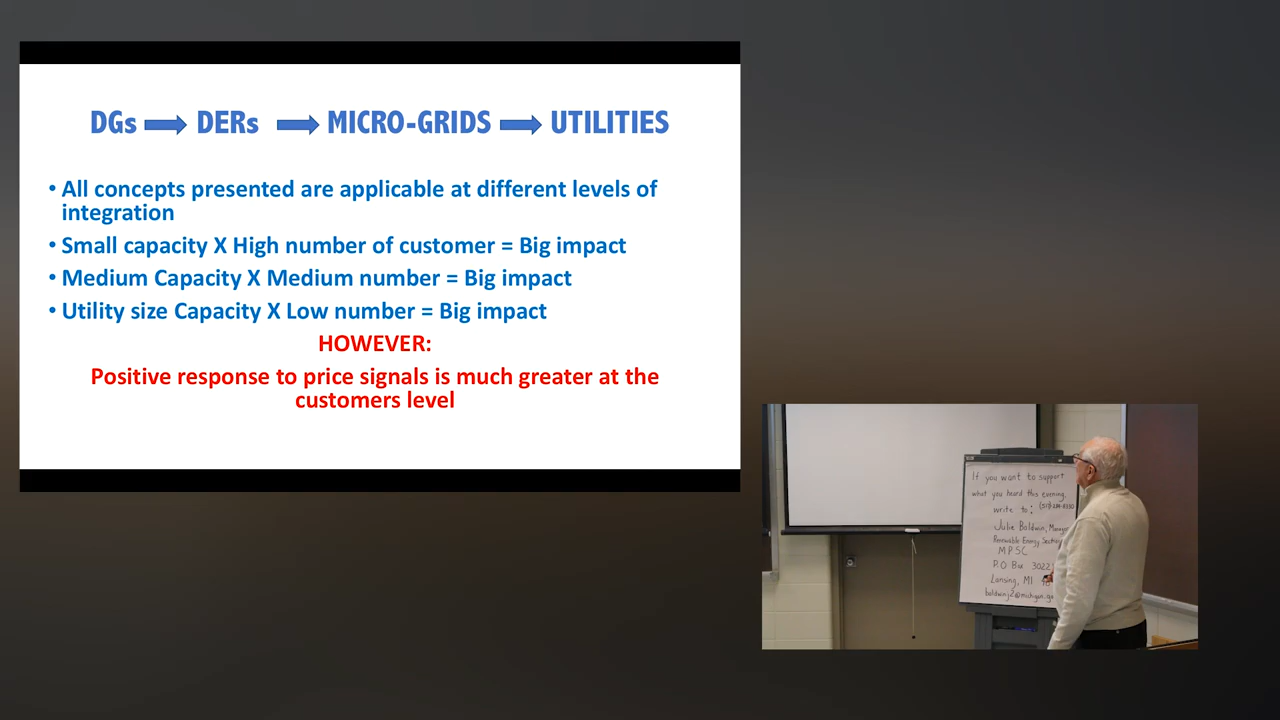 DGs DERs MICRO-GRIDS UTILITIES
• All concepts presented are applicable at different levels of
integration
• Small capacity X High number of customer = Big impact
• Medium Capacity X Medium number = Big impact
• Utility size Capacity X Low number = Big impact
HOWEVER:
Positive response to price signals is much greater at the
customers level
If you want to support
what you heard this evening,
write to:
Julie Baldwin,
Renewable Energy Section
MPSC
P.O Box 3022
Lansing, MI